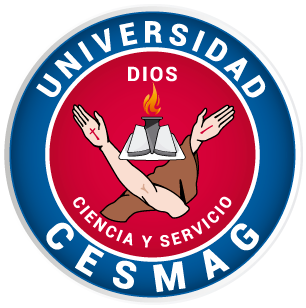 UNIVERSIDAD
DIOS
CIENCIA Y SERVICIO
CESMAG